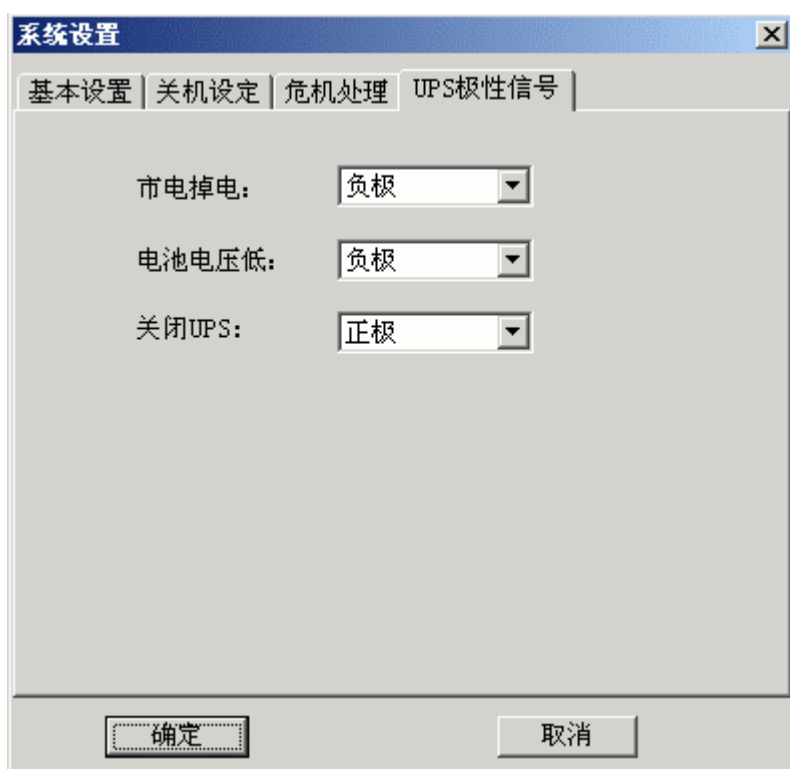 系统设置
基本设置 关机设定 危机处理 UPS极性信号
市电掉电: 负极
电池电压低: 负极
关闭UPS: 正极
确定 取消